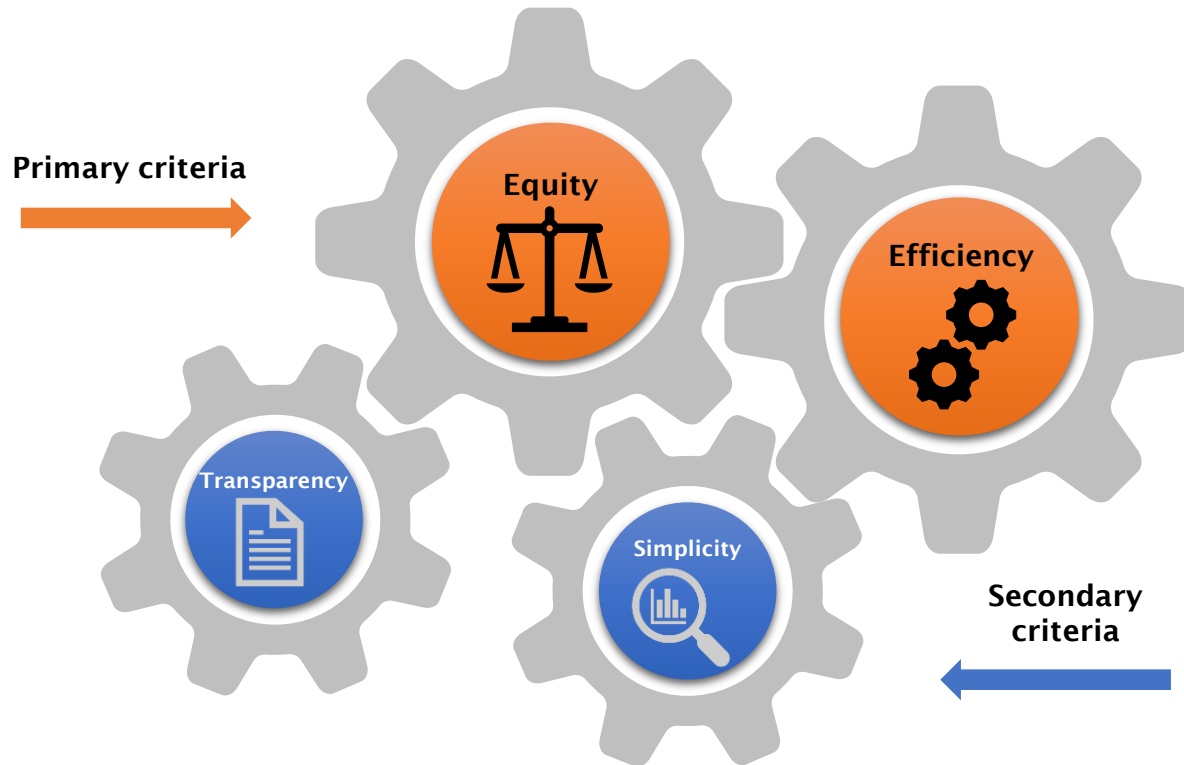 Primary criteria
Equity
Efficiency
Transparency
Simplicity
Secondary
criteria